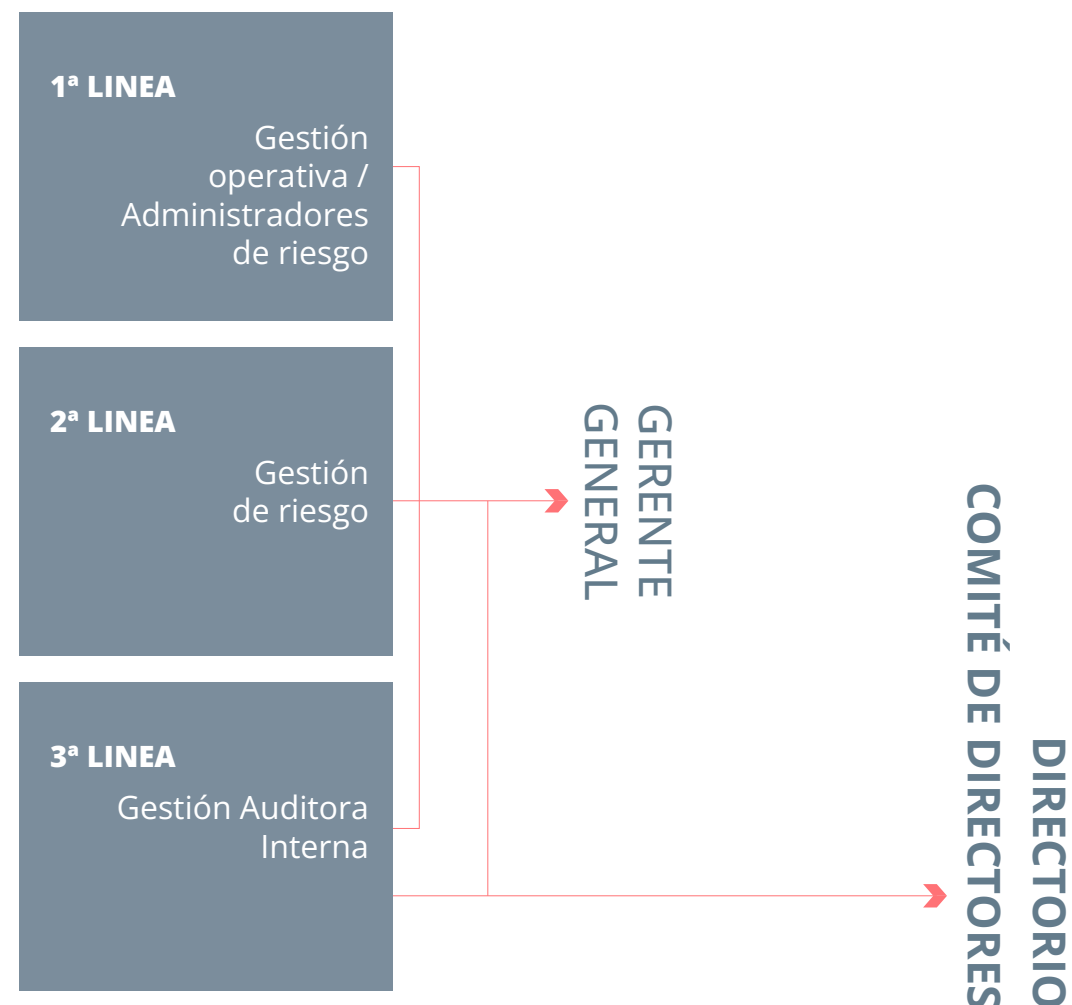 1ª LINEA
Gestión
operativa /
Administradores
de riesgo
2ª LINEA
Gestión
de riesgo
3ª LINEA
Gestión Auditora
Interna
GERENTE
GENERAL
DIRECTORIO
COMITÉ DE DIRECTORES